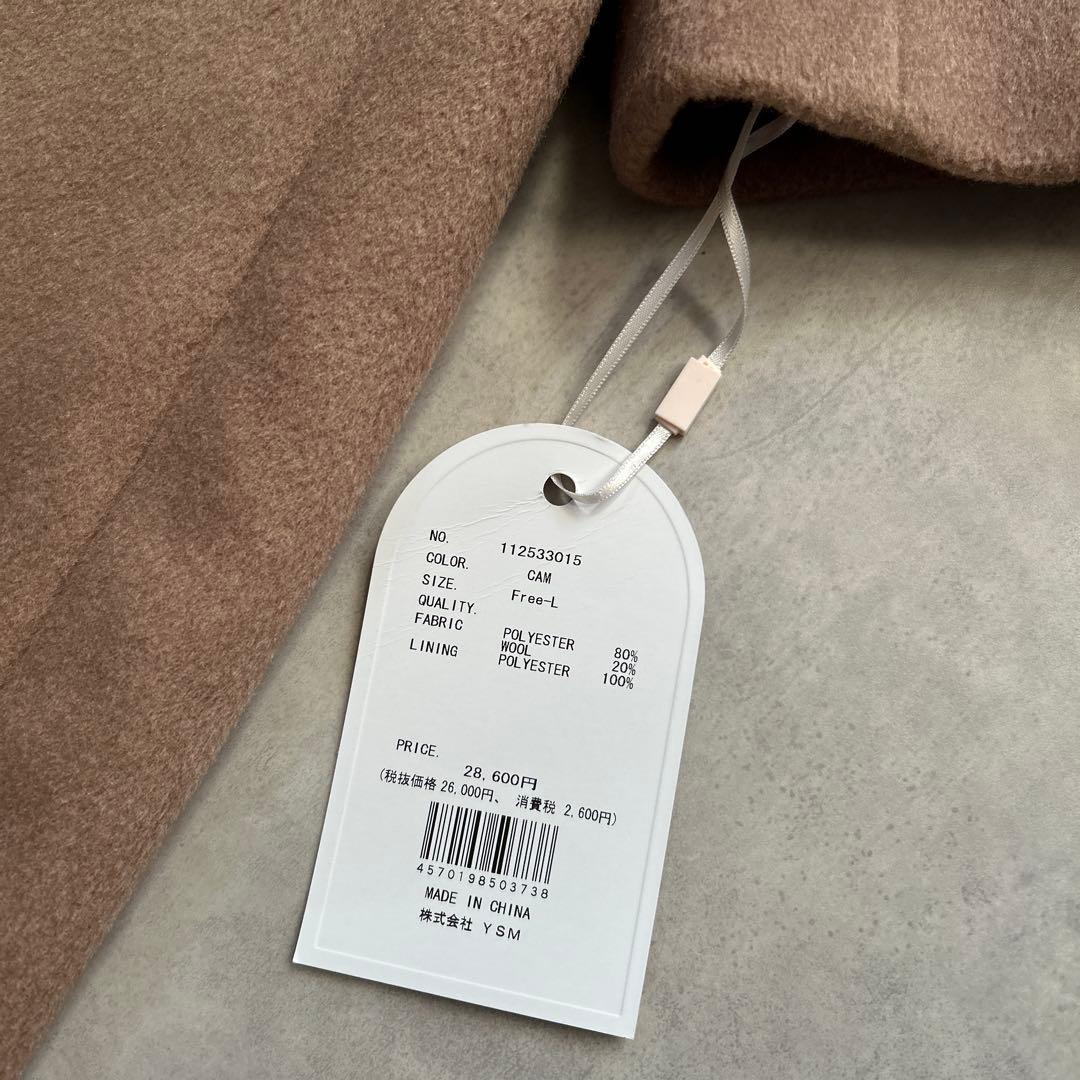 NO. 112533015
COLOR. CAM
SIZE. Free-L
QUALITY.
FABRIC POLYESTER 80%
WOOL 20%
LINING POLYESTER 100%
PRICE.
28,600円
(税抜価格 26,000円、 消費税 2,600円)
4570198503738
MADE IN CHINA
株式会社 YSM